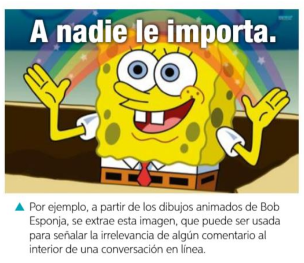 A nadie le importa.
▲ Por ejemplo, a partir de los dibujos animados de Bob
Esponja, se extrae esta imagen, que puede ser usada
para señalar la irrelevancia de algún comentario al
interior de una conversación en línea.